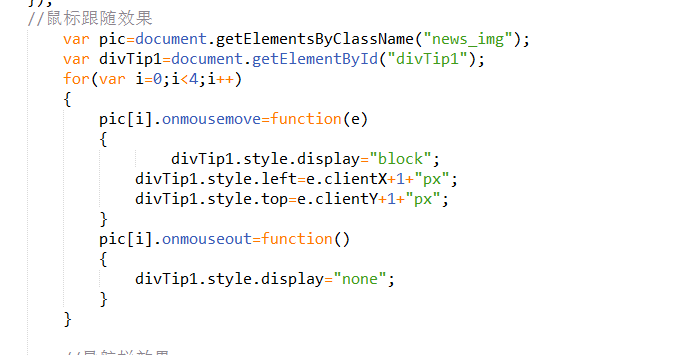 });
//鼠标跟随效果
var pic=document.getElementsByClassName("news_img");
var divTip1=document.getElementById("divTip1");
for(var i=0;i<4;i++)
{
pic[i].onmousemove=function(e)
{
divTip1.style.display="block";
divTip1.style.left=e.clientX+1+"px";
divTip1.style.top=e.clientY+1+"px";
}
pic[i].onmouseout=function()
{
divTip1.style.display="none";
}
}